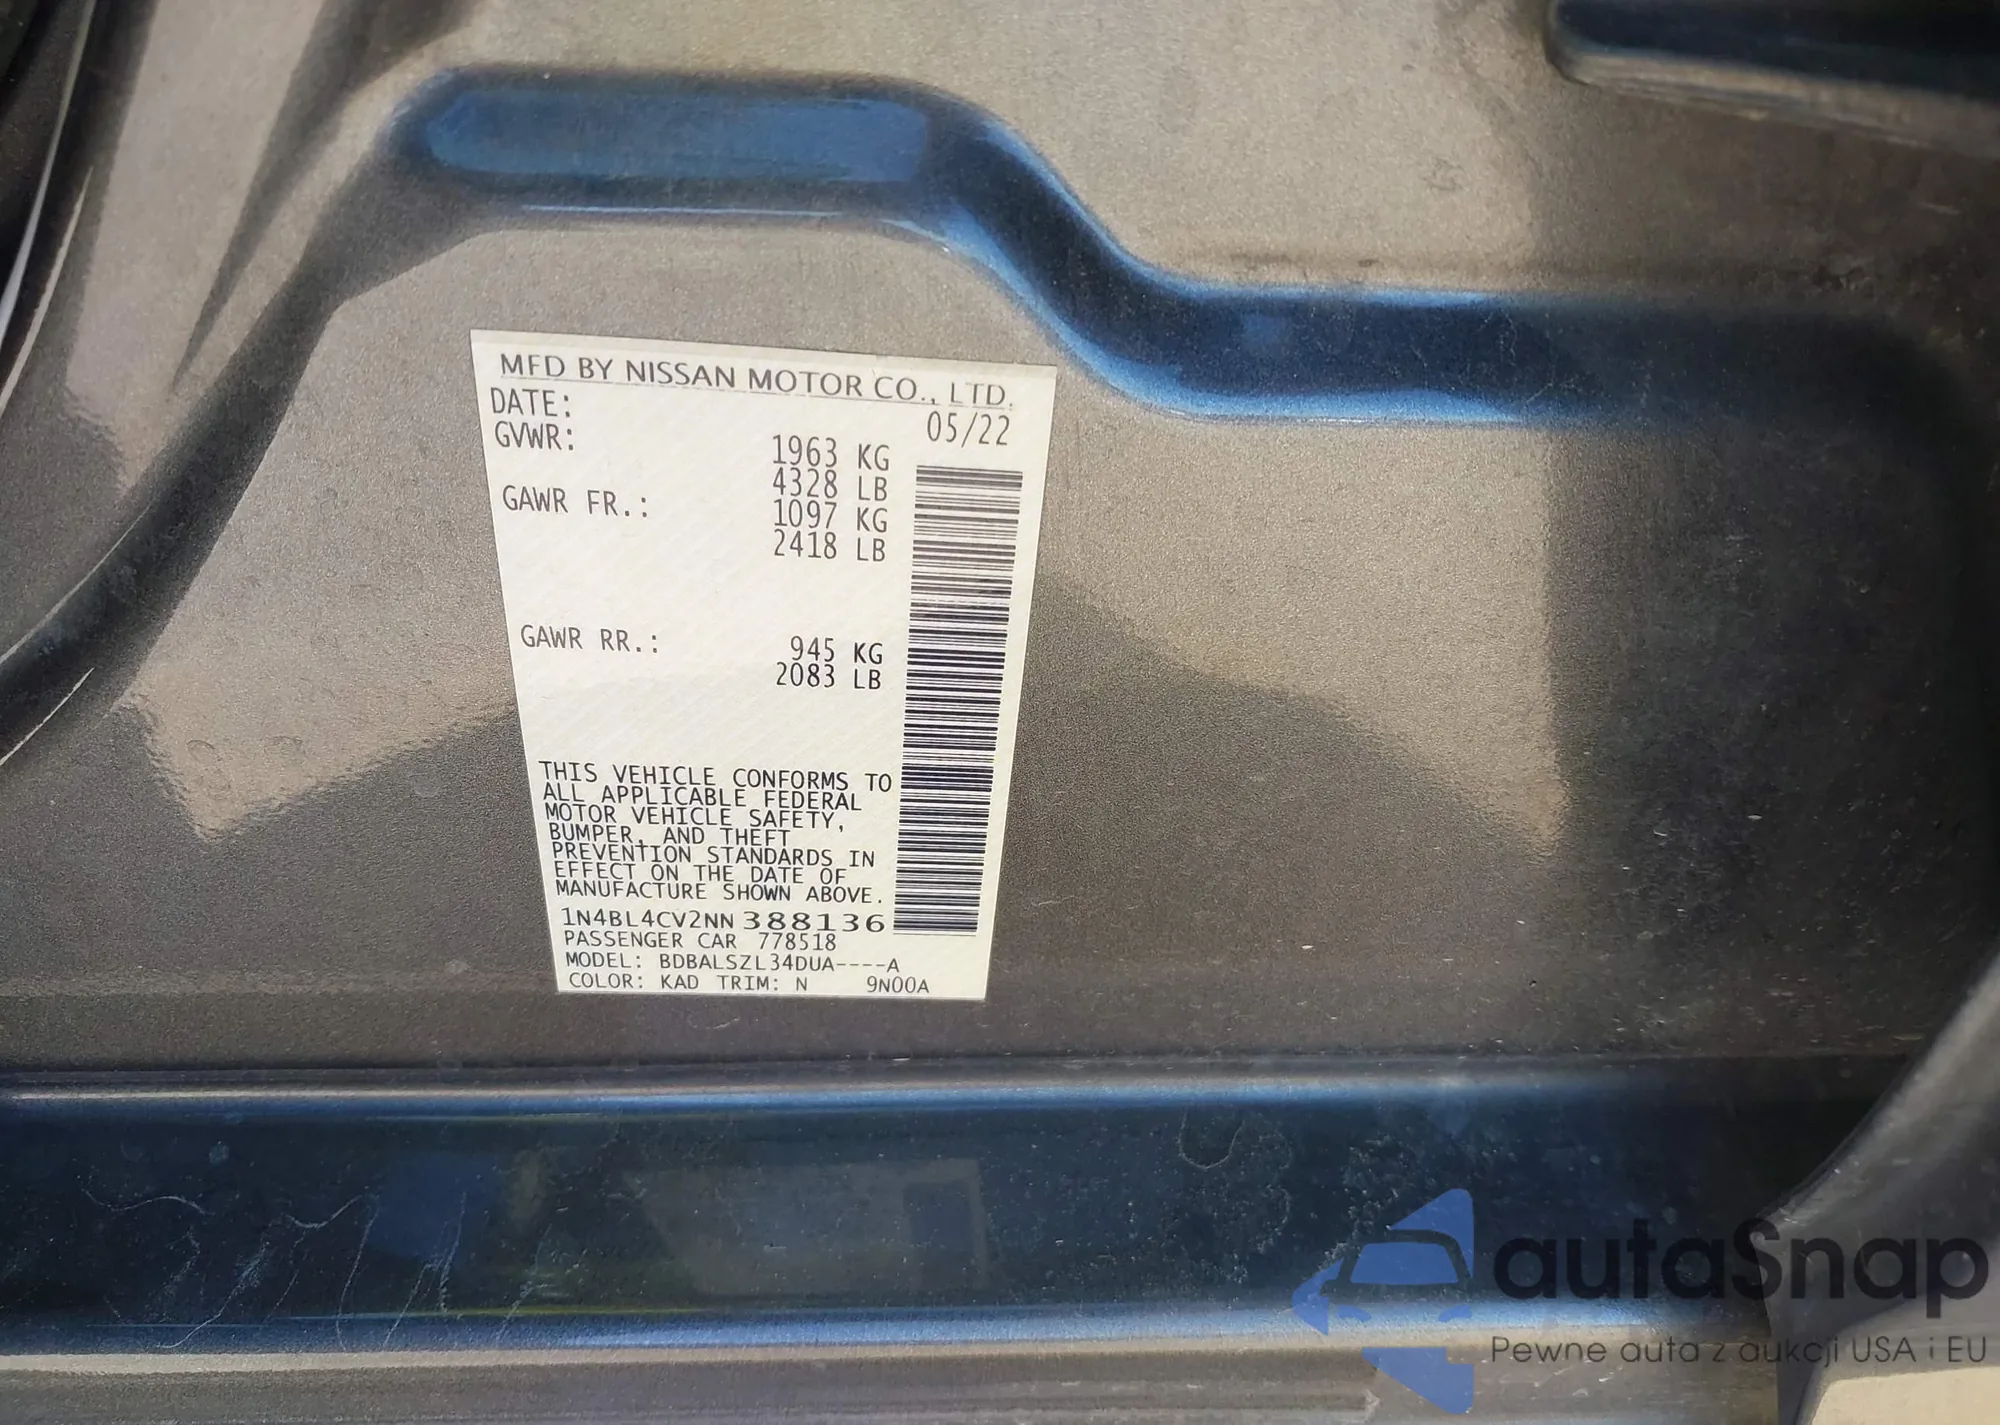 MFD BY NISSAN MOTOR CO., LTD.
DATE: 05/22
GVWR: 1963 KG
4328 LB
GAWR FR.: 1097 KG
2418 LB
GAWR RR.: 945 KG
2083 LB
THIS VEHICLE CONFORMS TO
ALL APPLICABLE FEDERAL
MOTOR VEHICLE SAFETY,
BUMPER, AND THEFT
PREVENTION STANDARDS IN
EFFECT ON THE DATE OF
MANUFACTURE SHOWN ABOVE.
1N4BL4CV2NN388136
PASSENGER CAR 778518
MODEL: BDBALSZL34DUA----A
COLOR: KAD TRIM: N 9N00A
autaSnap
Pewne auta z aukcji USA i EU